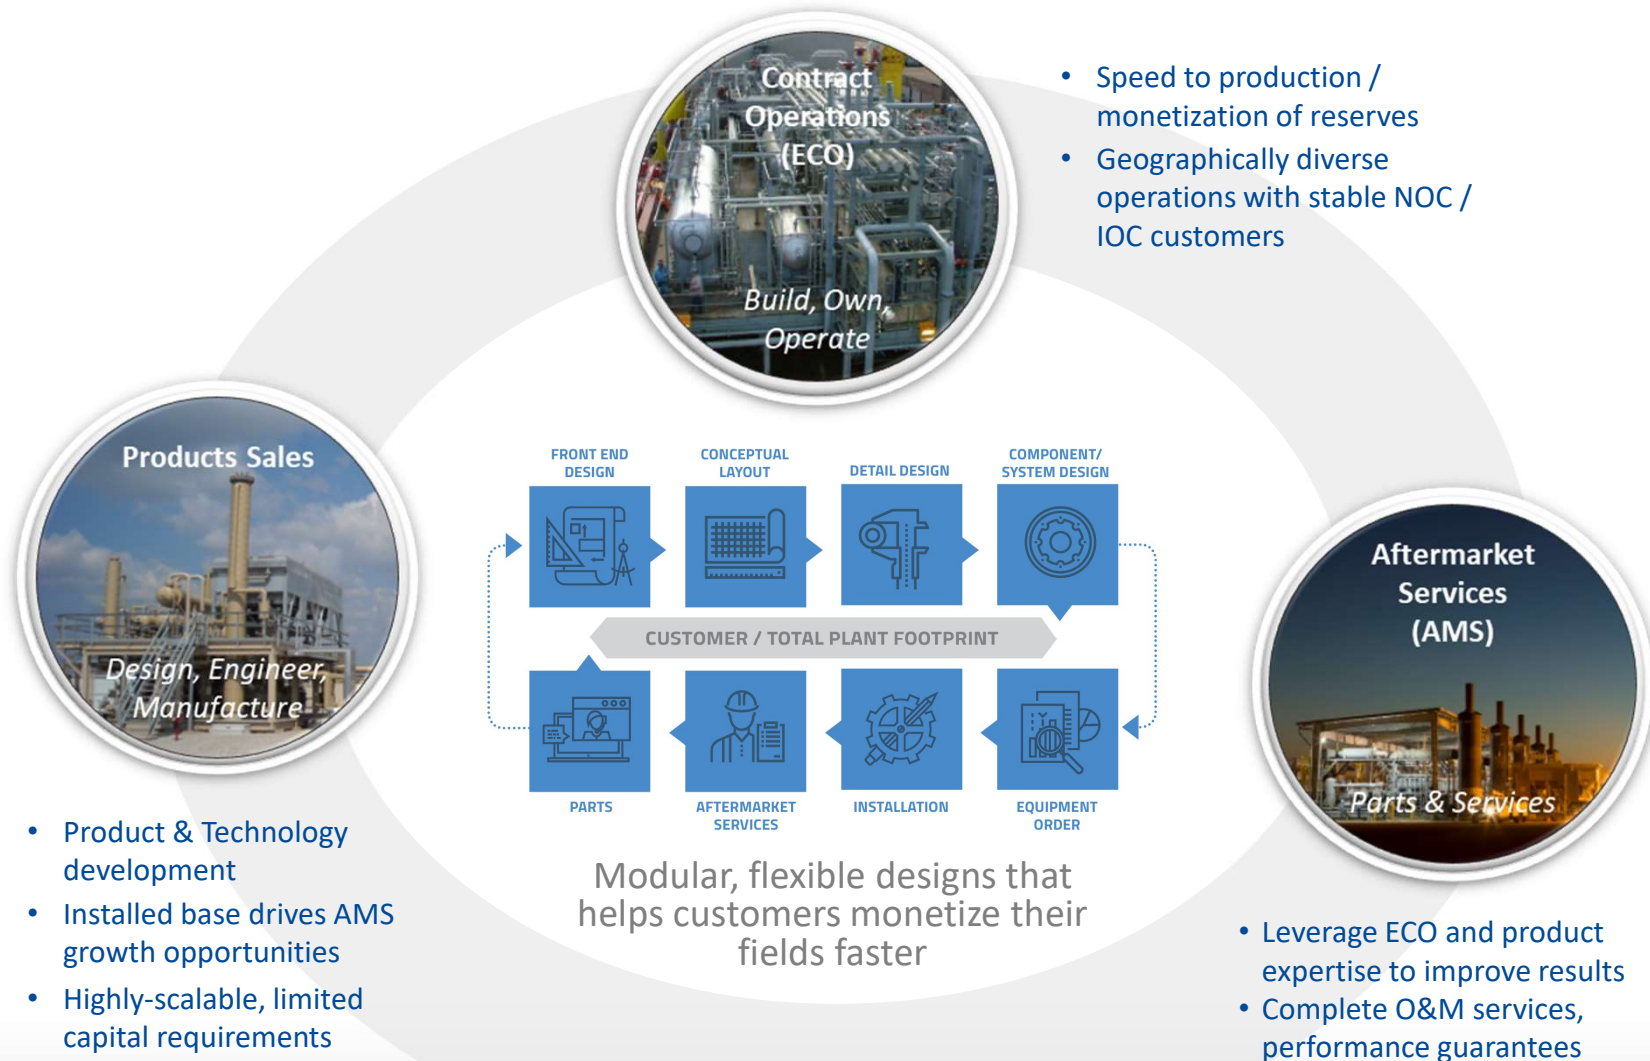 Contract
Operations
(ECO)
Build, Own,
Operate
• Speed to production /
monetization of reserves
• Geographically diverse
operations with stable NOC /
IOC customers
Products Sales
Design, Engineer,
Manufacture
• Product & Technology
development
• Installed base drives AMS
growth opportunities
• Highly-scalable, limited
capital requirements
FRONT END
DESIGN
CONCEPTUAL
LAYOUT
DETAIL DESIGN
COMPONENT/
SYSTEM DESIGN
CUSTOMER / TOTAL PLANT FOOTPRINT
PARTS
AFTERMARKET
SERVICES
INSTALLATION
EQUIPMENT
ORDER
Modular, flexible designs that
helps customers monetize their
fields faster
Aftermarket
Services
(AMS)
Parts & Services
• Leverage ECO and product
expertise to improve results
• Complete O&M services,
performance guarantees